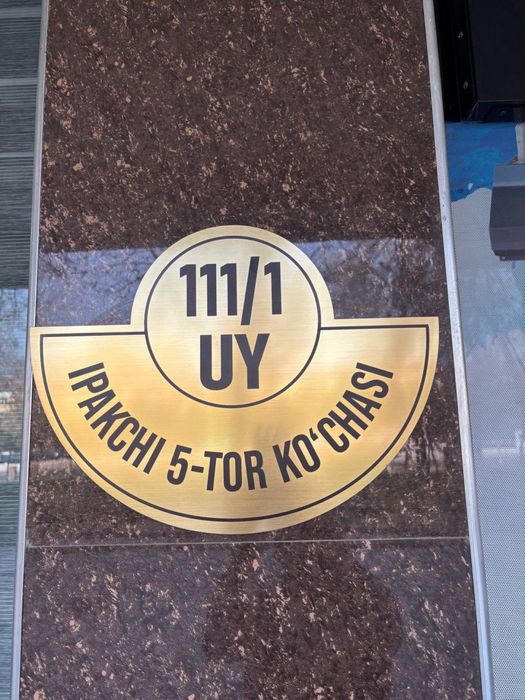 111/1
UY
IPAKCHI 5-TOR KO‘CHASI